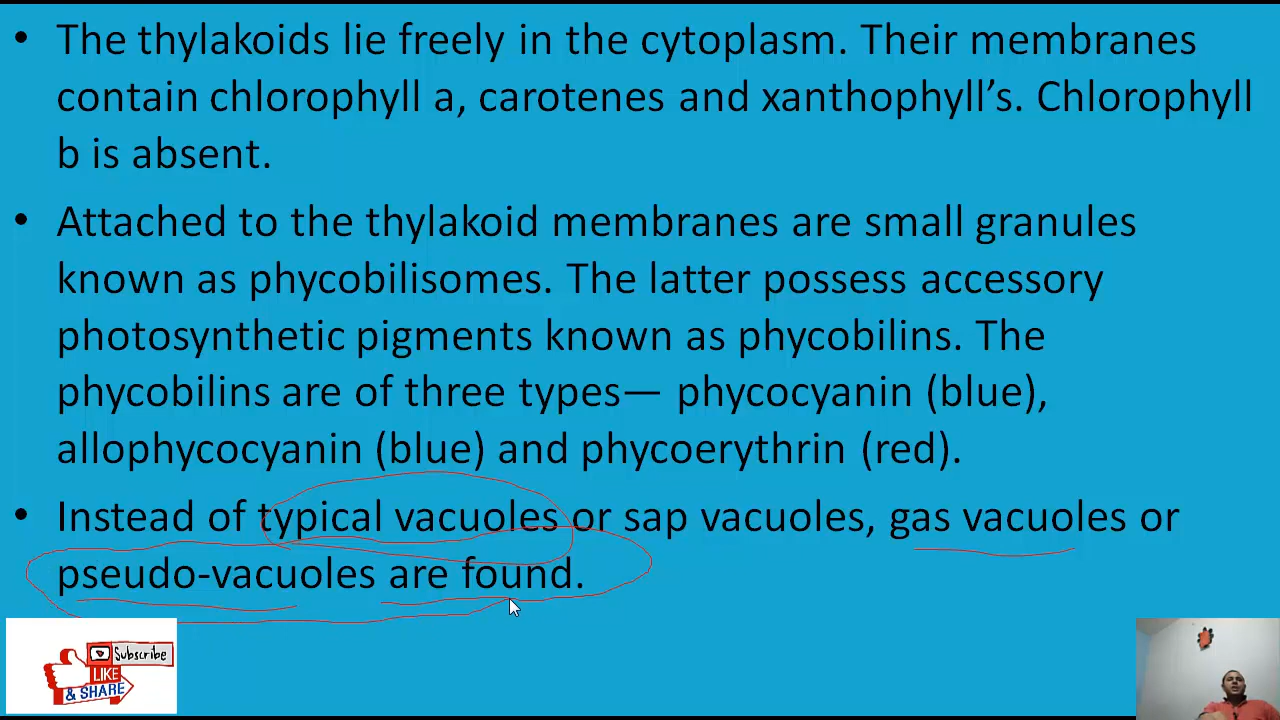 • The thylakoids lie freely in the cytoplasm. Their membranes
contain chlorophyll a, carotenes and xanthophyll’s. Chlorophyll
b is absent.
• Attached to the thylakoid membranes are small granules
known as phycobilisomes. The latter possess accessory
photosynthetic pigments known as phycobilins. The
phycobilins are of three types— phycocyanin (blue),
allophycocyanin (blue) and phycoerythrin (red).
• Instead of typical vacuoles or sap vacuoles, gas vacuoles or
pseudo-vacuoles are found.
Subscribe
LIKE
& SHARE